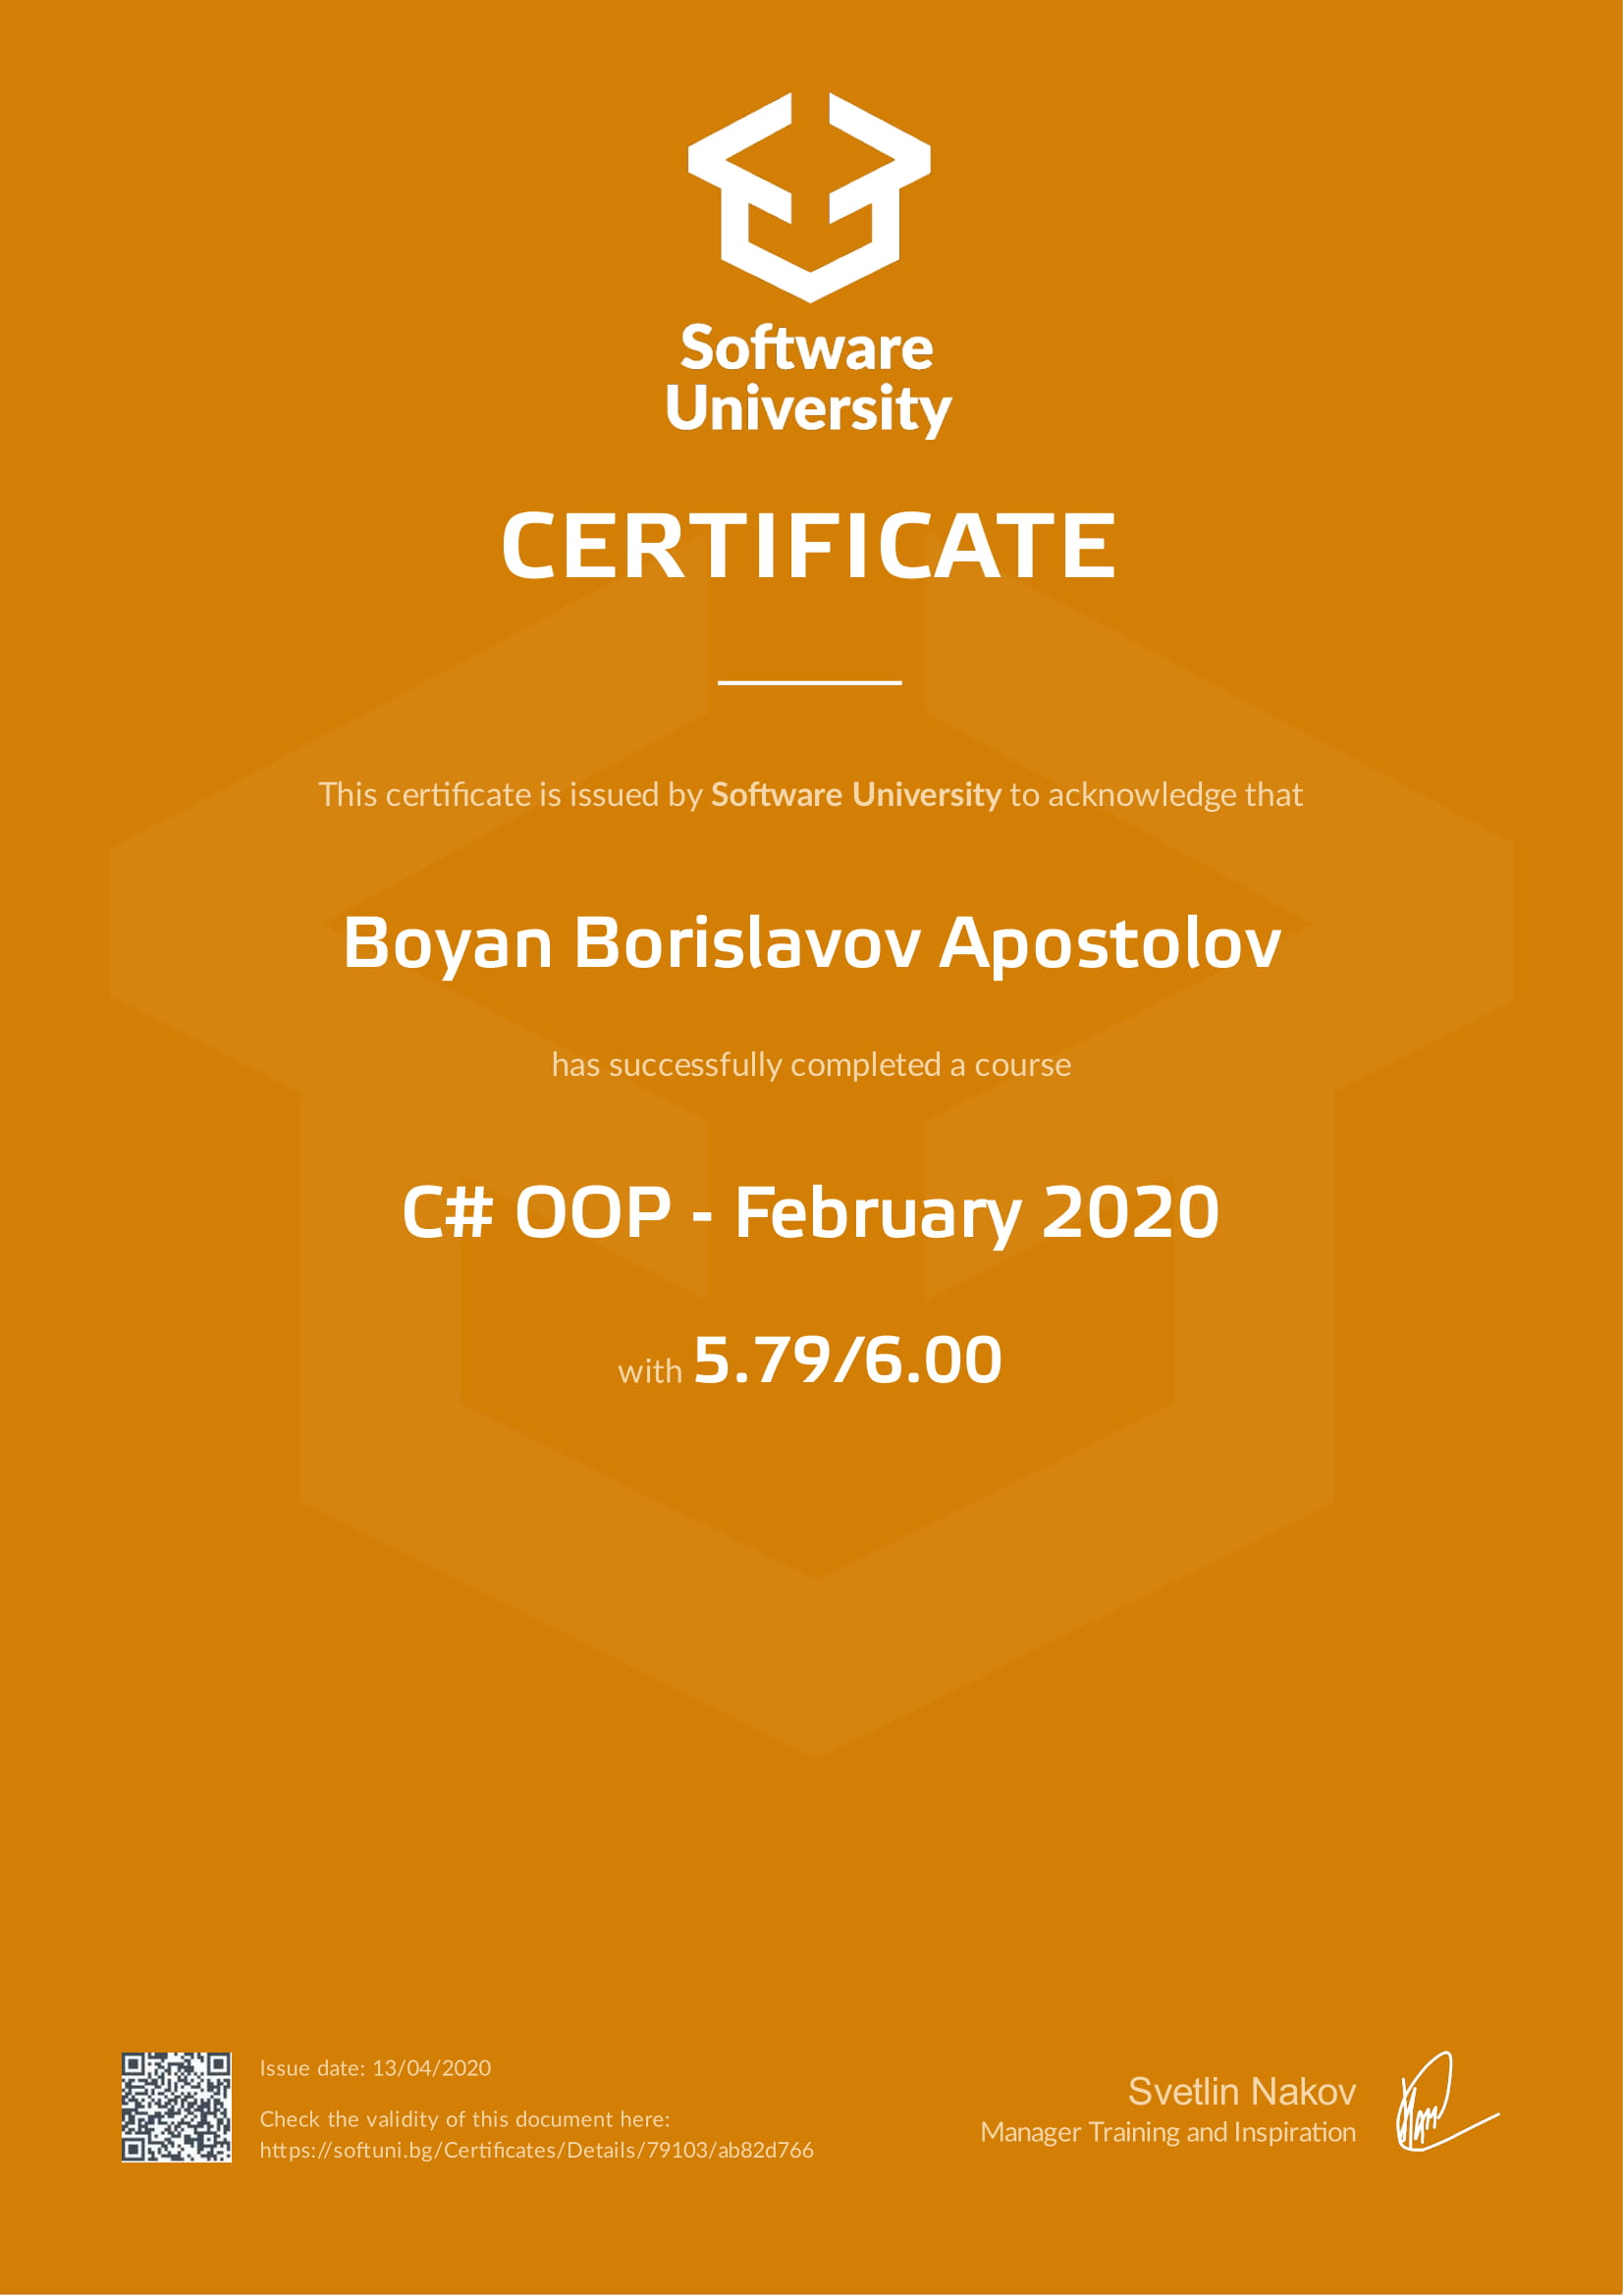 Software
University
CERTIFICATE
This certificate is issued by Software University to acknowledge that
Boyan Borislavov Apostolov
has successfully completed a course
C# OOP - February 2020
with 5.79/6.00
Issue date: 13/04/2020
Check the validity of this document here:
https://softuni.bg/Certificates/Details/79103/ab82d766
Svetlin Nakov
Manager Training and Inspiration